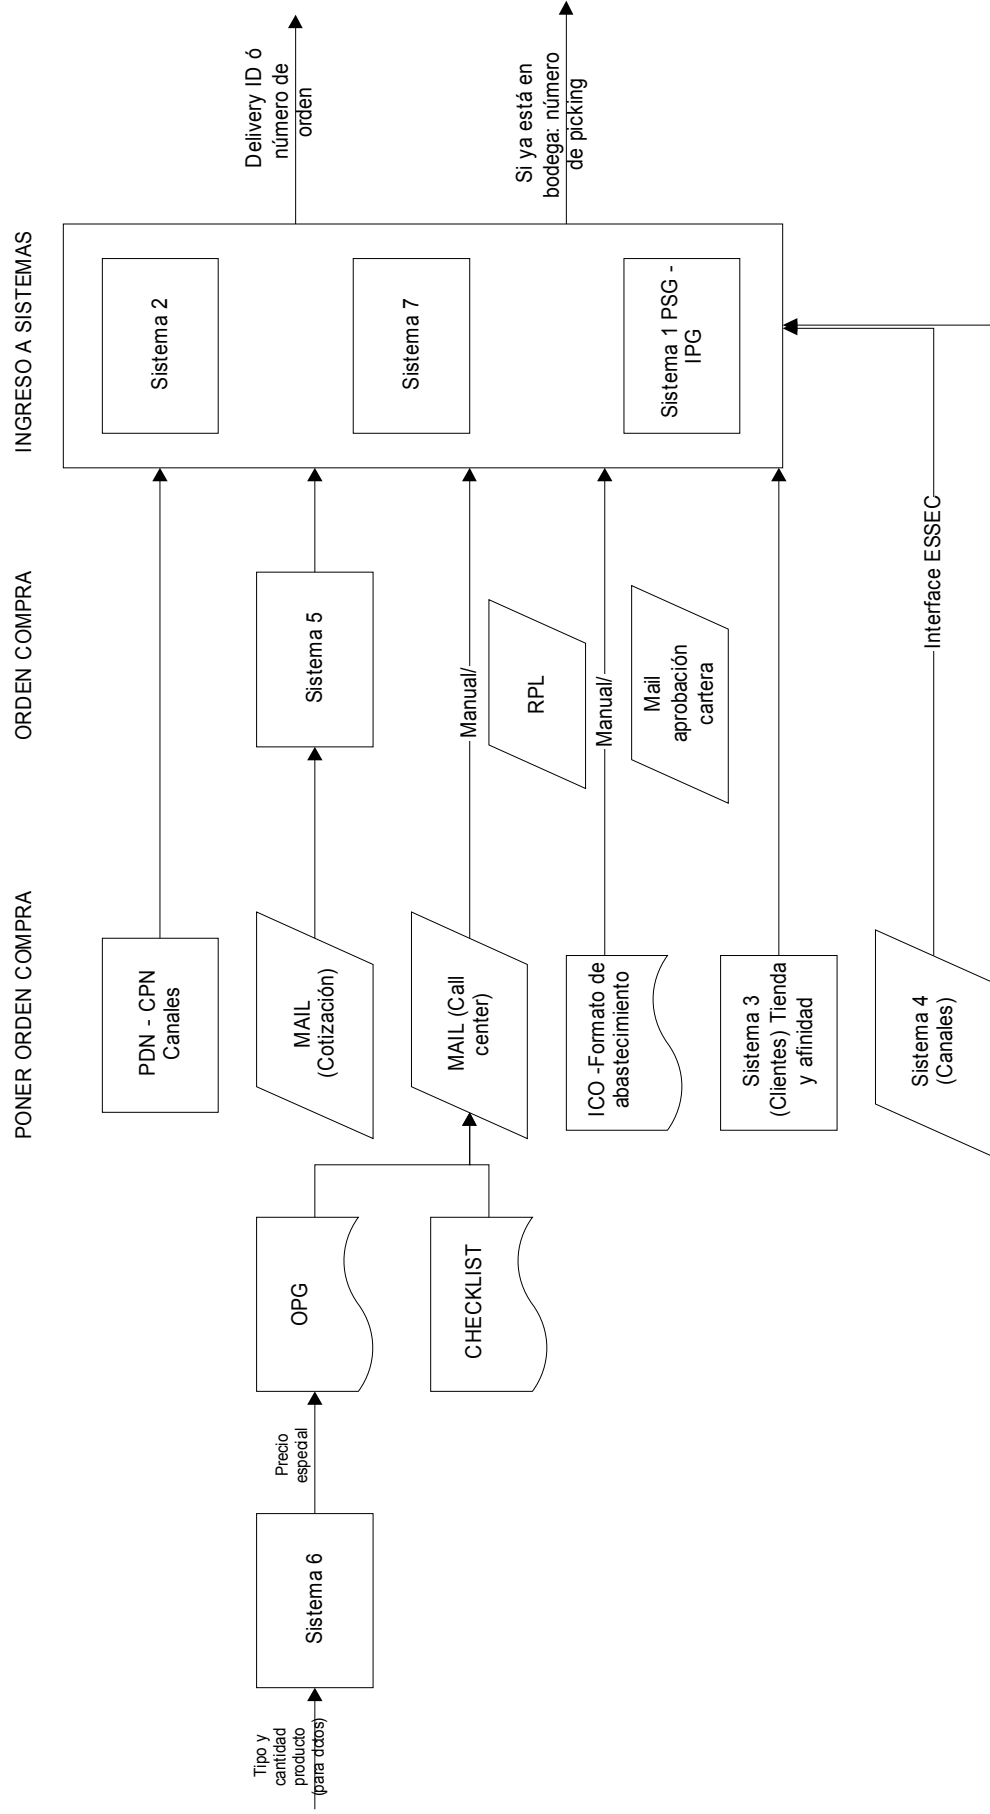 PONER ORDEN COMPRA
ORDEN COMPRA
INGRESO A SISTEMAS
PDN - CPN
Canales
Sistema 2
Delivery ID ó
número de
orden
Tipo y
cantidad
producto
(para dctos)
Sistema 6
Precio
especial
OPG
MAIL
(Cotización)
Sistema 5
Sistema 7
CHECKLIST
MAIL (Call
center)
Manual/
RPL
Si ya está en
bodega: número
de picking
ICO -Formato de
abastecimiento
Manual/
Mail
aprobación
cartera
Sistema 1 PSG -
IPG
Sistema 3
(Clientes) Tienda
y afinidad
Sistema 4
(Canales)
Interface ESSEC